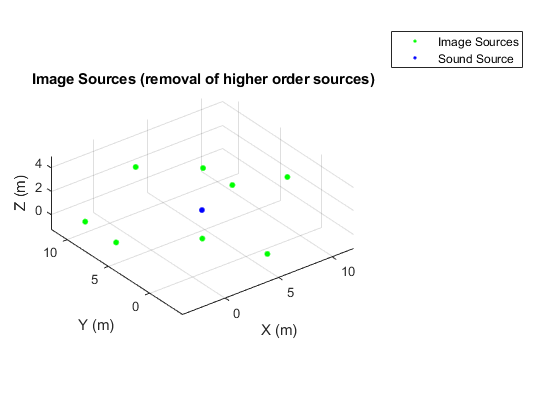 Image Sources
Sound Source
Image Sources (removal of higher order sources)
4
2
0
Z (m)
10
5
0
Y (m)
0
5
10
X (m)